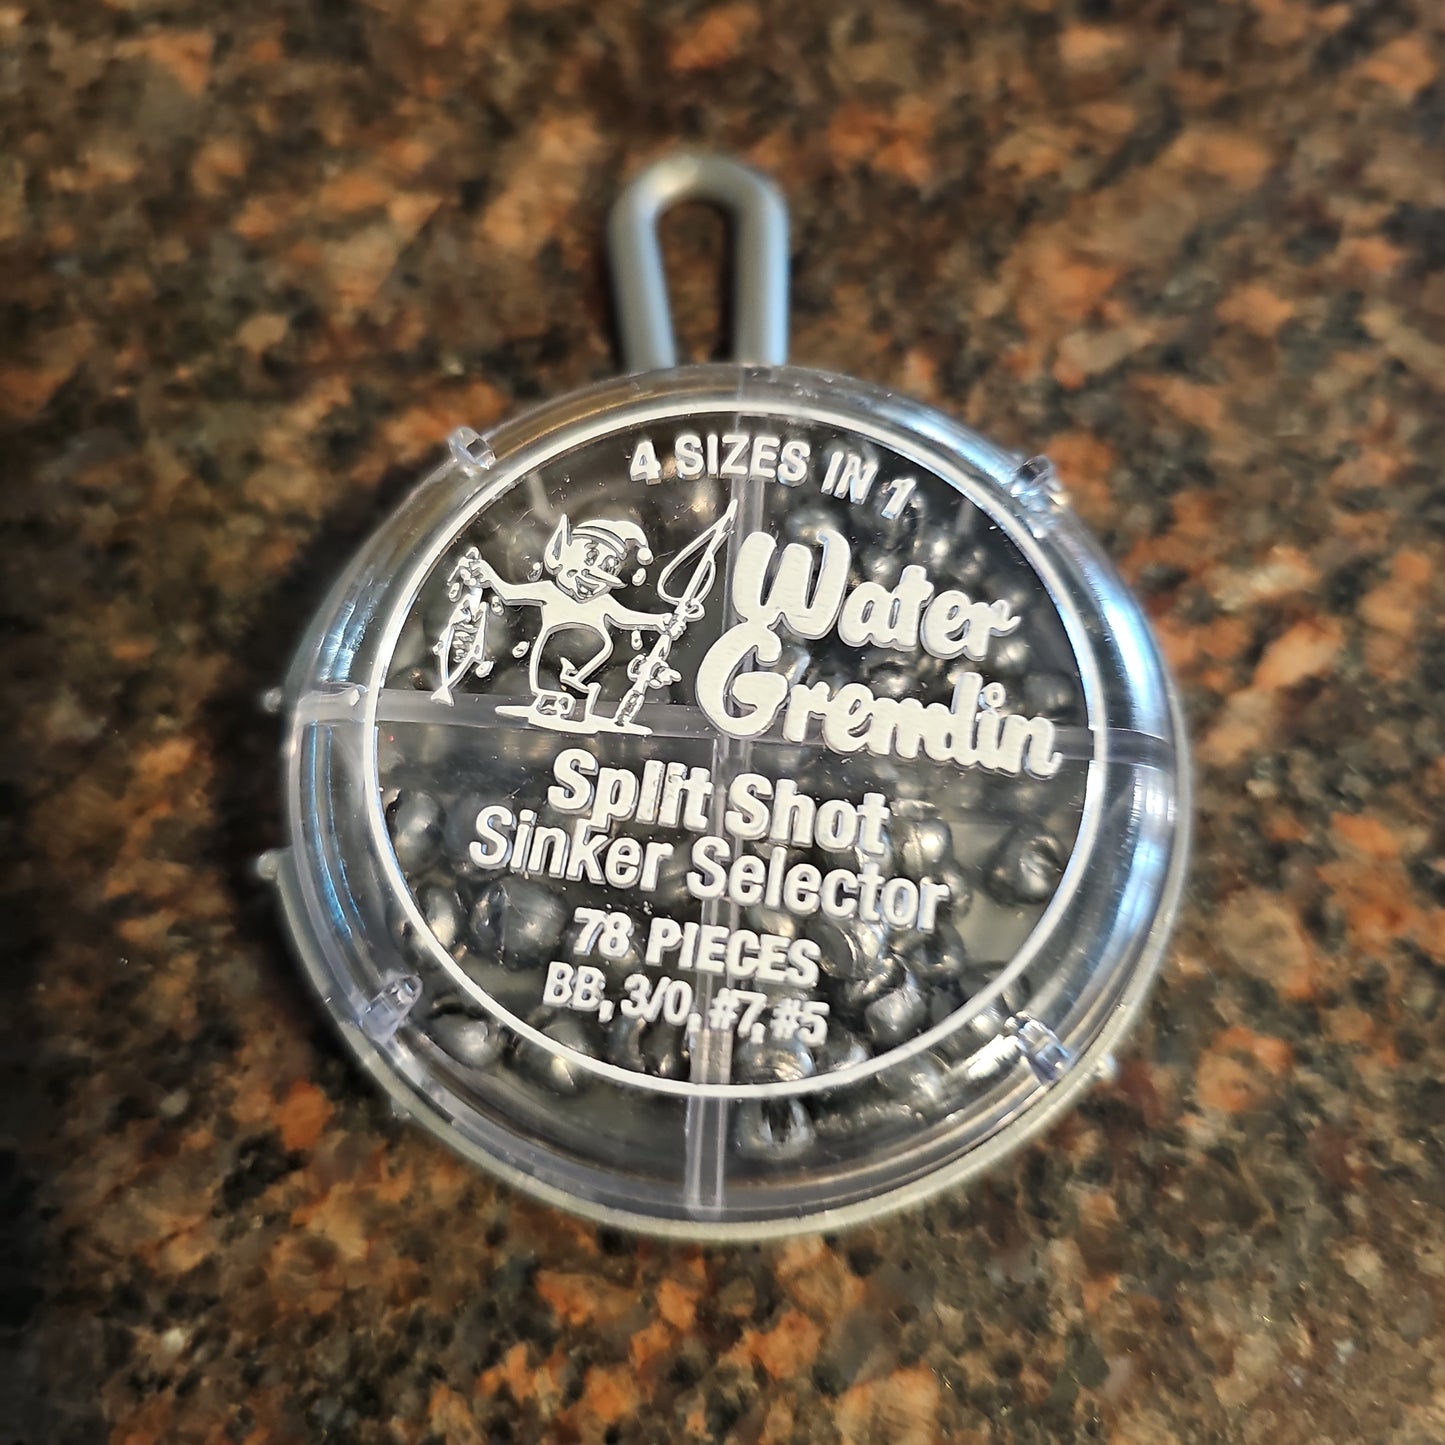 4 SIZES IN 1
Water
Gremlin
Split Shot
Sinker Selector
78 PIECES
BB, 3/0, #7, #5